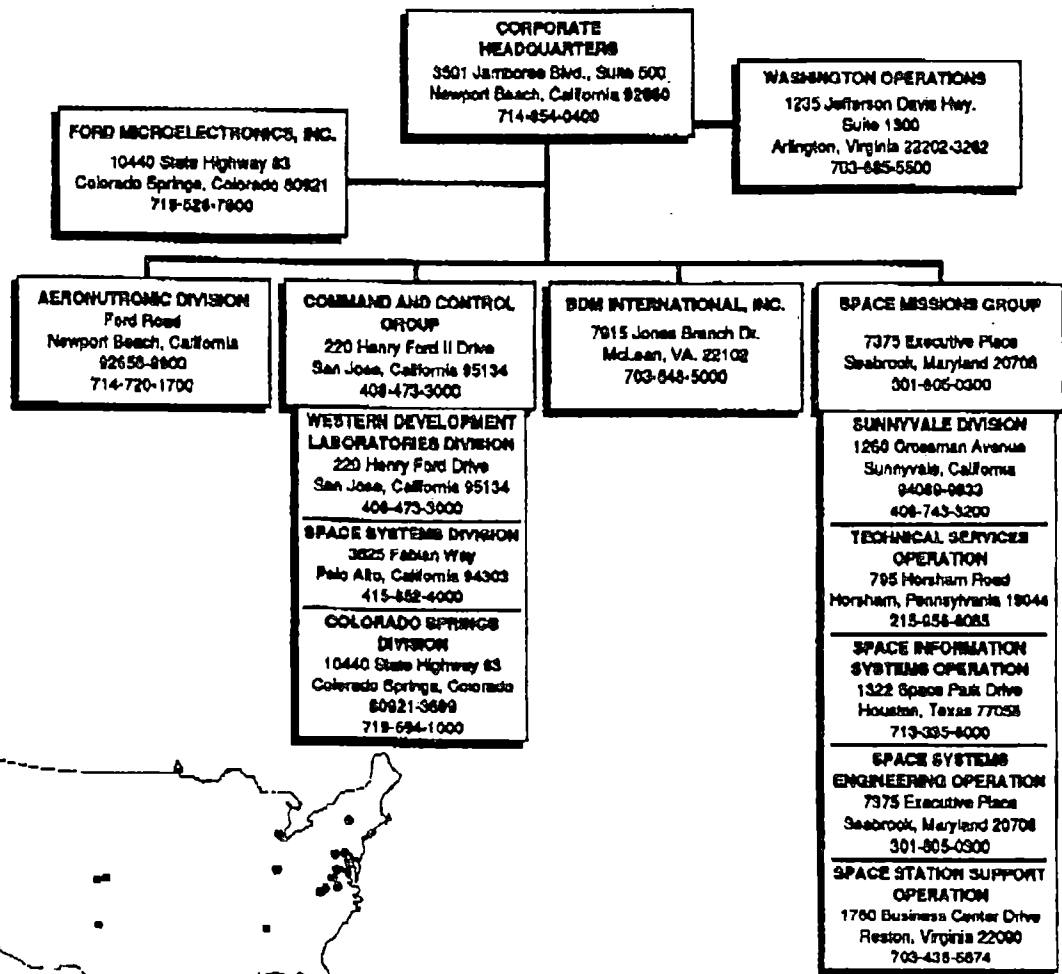 CORPORATE
HEADQUARTERS
3501 Jamboree Blvd., Suite 500
Newport Beach, California 92660
714-854-0400
WASHINGTON OPERATIONS
1235 Jefferson Davis Hwy.
Suite 1300
Arlington, Virginia 22202-3282
703-685-5500
FORD MICROELECTRONICS, INC.
10440 State Highway 83
Colorado Springs, Colorado 80921
719-528-7600
AERONUTRONIC DIVISION
Ford Road
Newport Beach, California
92658-9900
714-720-1700
COMMAND AND CONTROL
GROUP
220 Henry Ford II Drive
San Jose, California 95134
408-473-3000
WESTERN DEVELOPMENT
LABORATORIES DIVISION
220 Henry Ford Drive
San Jose, California 95134
408-473-3000
SPACE SYSTEMS DIVISION
3825 Fabian Way
Palo Alto, California 94303
415-852-4000
COLORADO SPRINGS
DIVISION
10440 State Highway 83
Colorado Springs, Colorado
80921-3699
719-594-1000
BDM INTERNATIONAL, INC.
7915 Jones Branch Dr.
McLean, VA. 22102
703-848-5000
SPACE MISSIONS GROUP
7375 Executive Place
Seabrook, Maryland 20706
301-805-0300
SUNNYVALE DIVISION
1260 Crossman Avenue
Sunnyvale, California
94089-9833
408-743-3200
TECHNICAL SERVICES
OPERATION
795 Horsham Road
Horsham, Pennsylvania 19044
215-956-8065
SPACE INFORMATION
SYSTEMS OPERATION
1322 Space Park Drive
Houston, Texas 77058
713-335-6000
SPACE SYSTEMS
ENGINEERING OPERATION
7375 Executive Place
Seabrook, Maryland 20706
301-805-0300
SPACE STATION SUPPORT
OPERATION
1760 Business Center Drive
Reston, Virginia 22090
703-438-5674